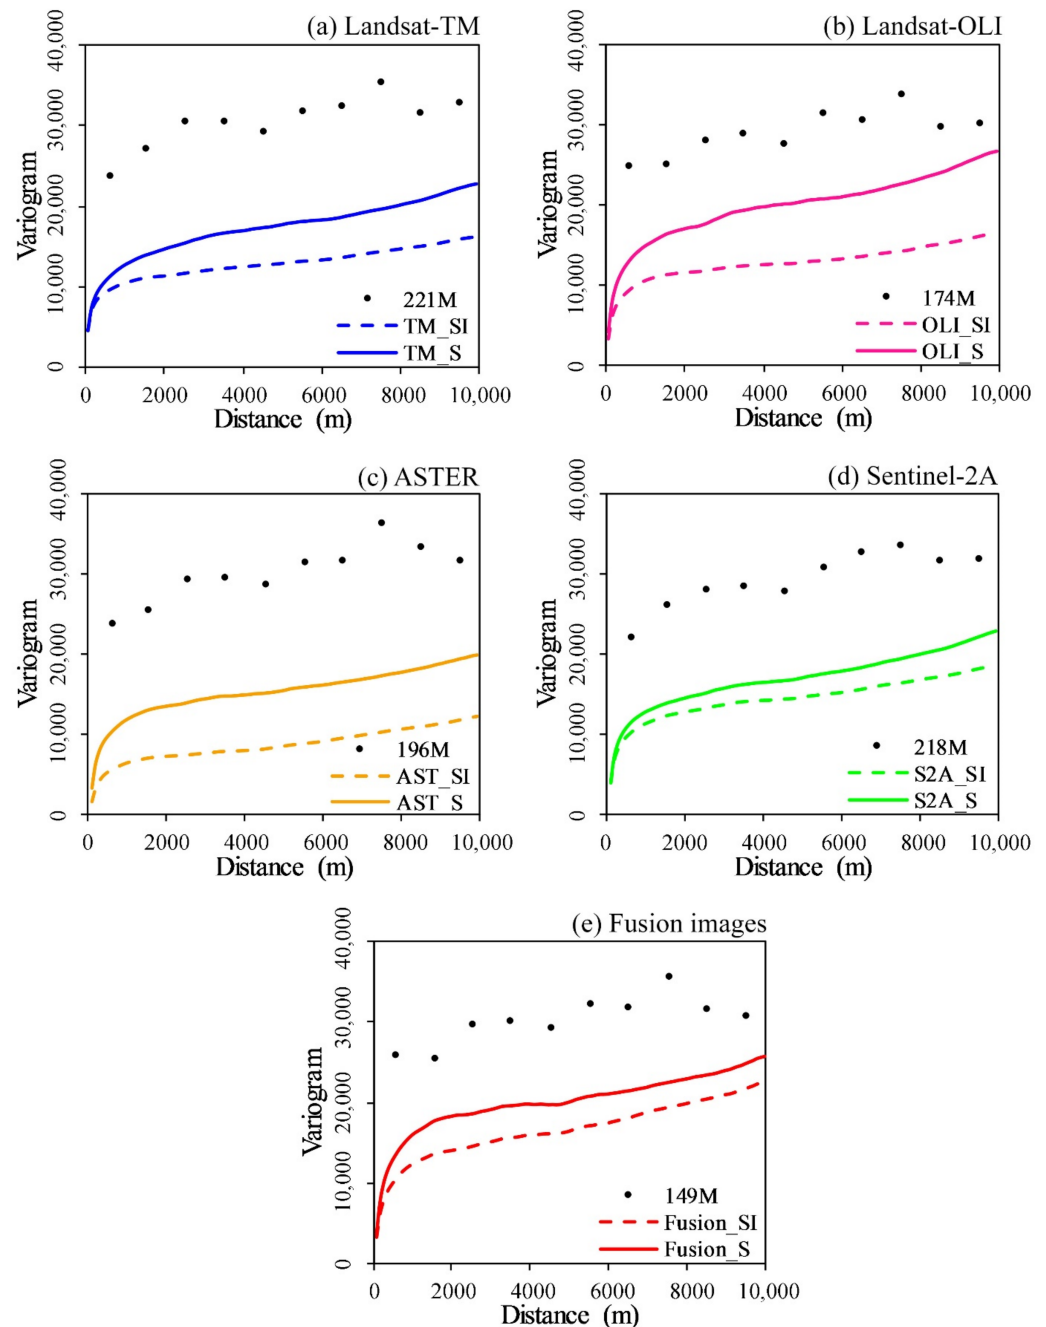 (a) Landsat-TM
40,000
30,000
20,000
10,000
0
Variogram
221M
TM_SI
TM_S
0 2000 4000 6000 8000 10,000
Distance (m)
(b) Landsat-OLI
40,000
30,000
20,000
10,000
0
Variogram
174M
OLI_SI
OLI_S
0 2000 4000 6000 8000 10,000
Distance (m)
(c) ASTER
40,000
30,000
20,000
10,000
0
Variogram
196M
AST_SI
AST_S
0 2000 4000 6000 8000 10,000
Distance (m)
(d) Sentinel-2A
40,000
30,000
20,000
10,000
0
Variogram
218M
S2A_SI
S2A_S
0 2000 4000 6000 8000 10,000
Distance (m)
(e) Fusion images
40,000
30,000
20,000
10,000
0
Variogram
149M
Fusion_SI
Fusion_S
0 2000 4000 6000 8000 10,000
Distance (m)